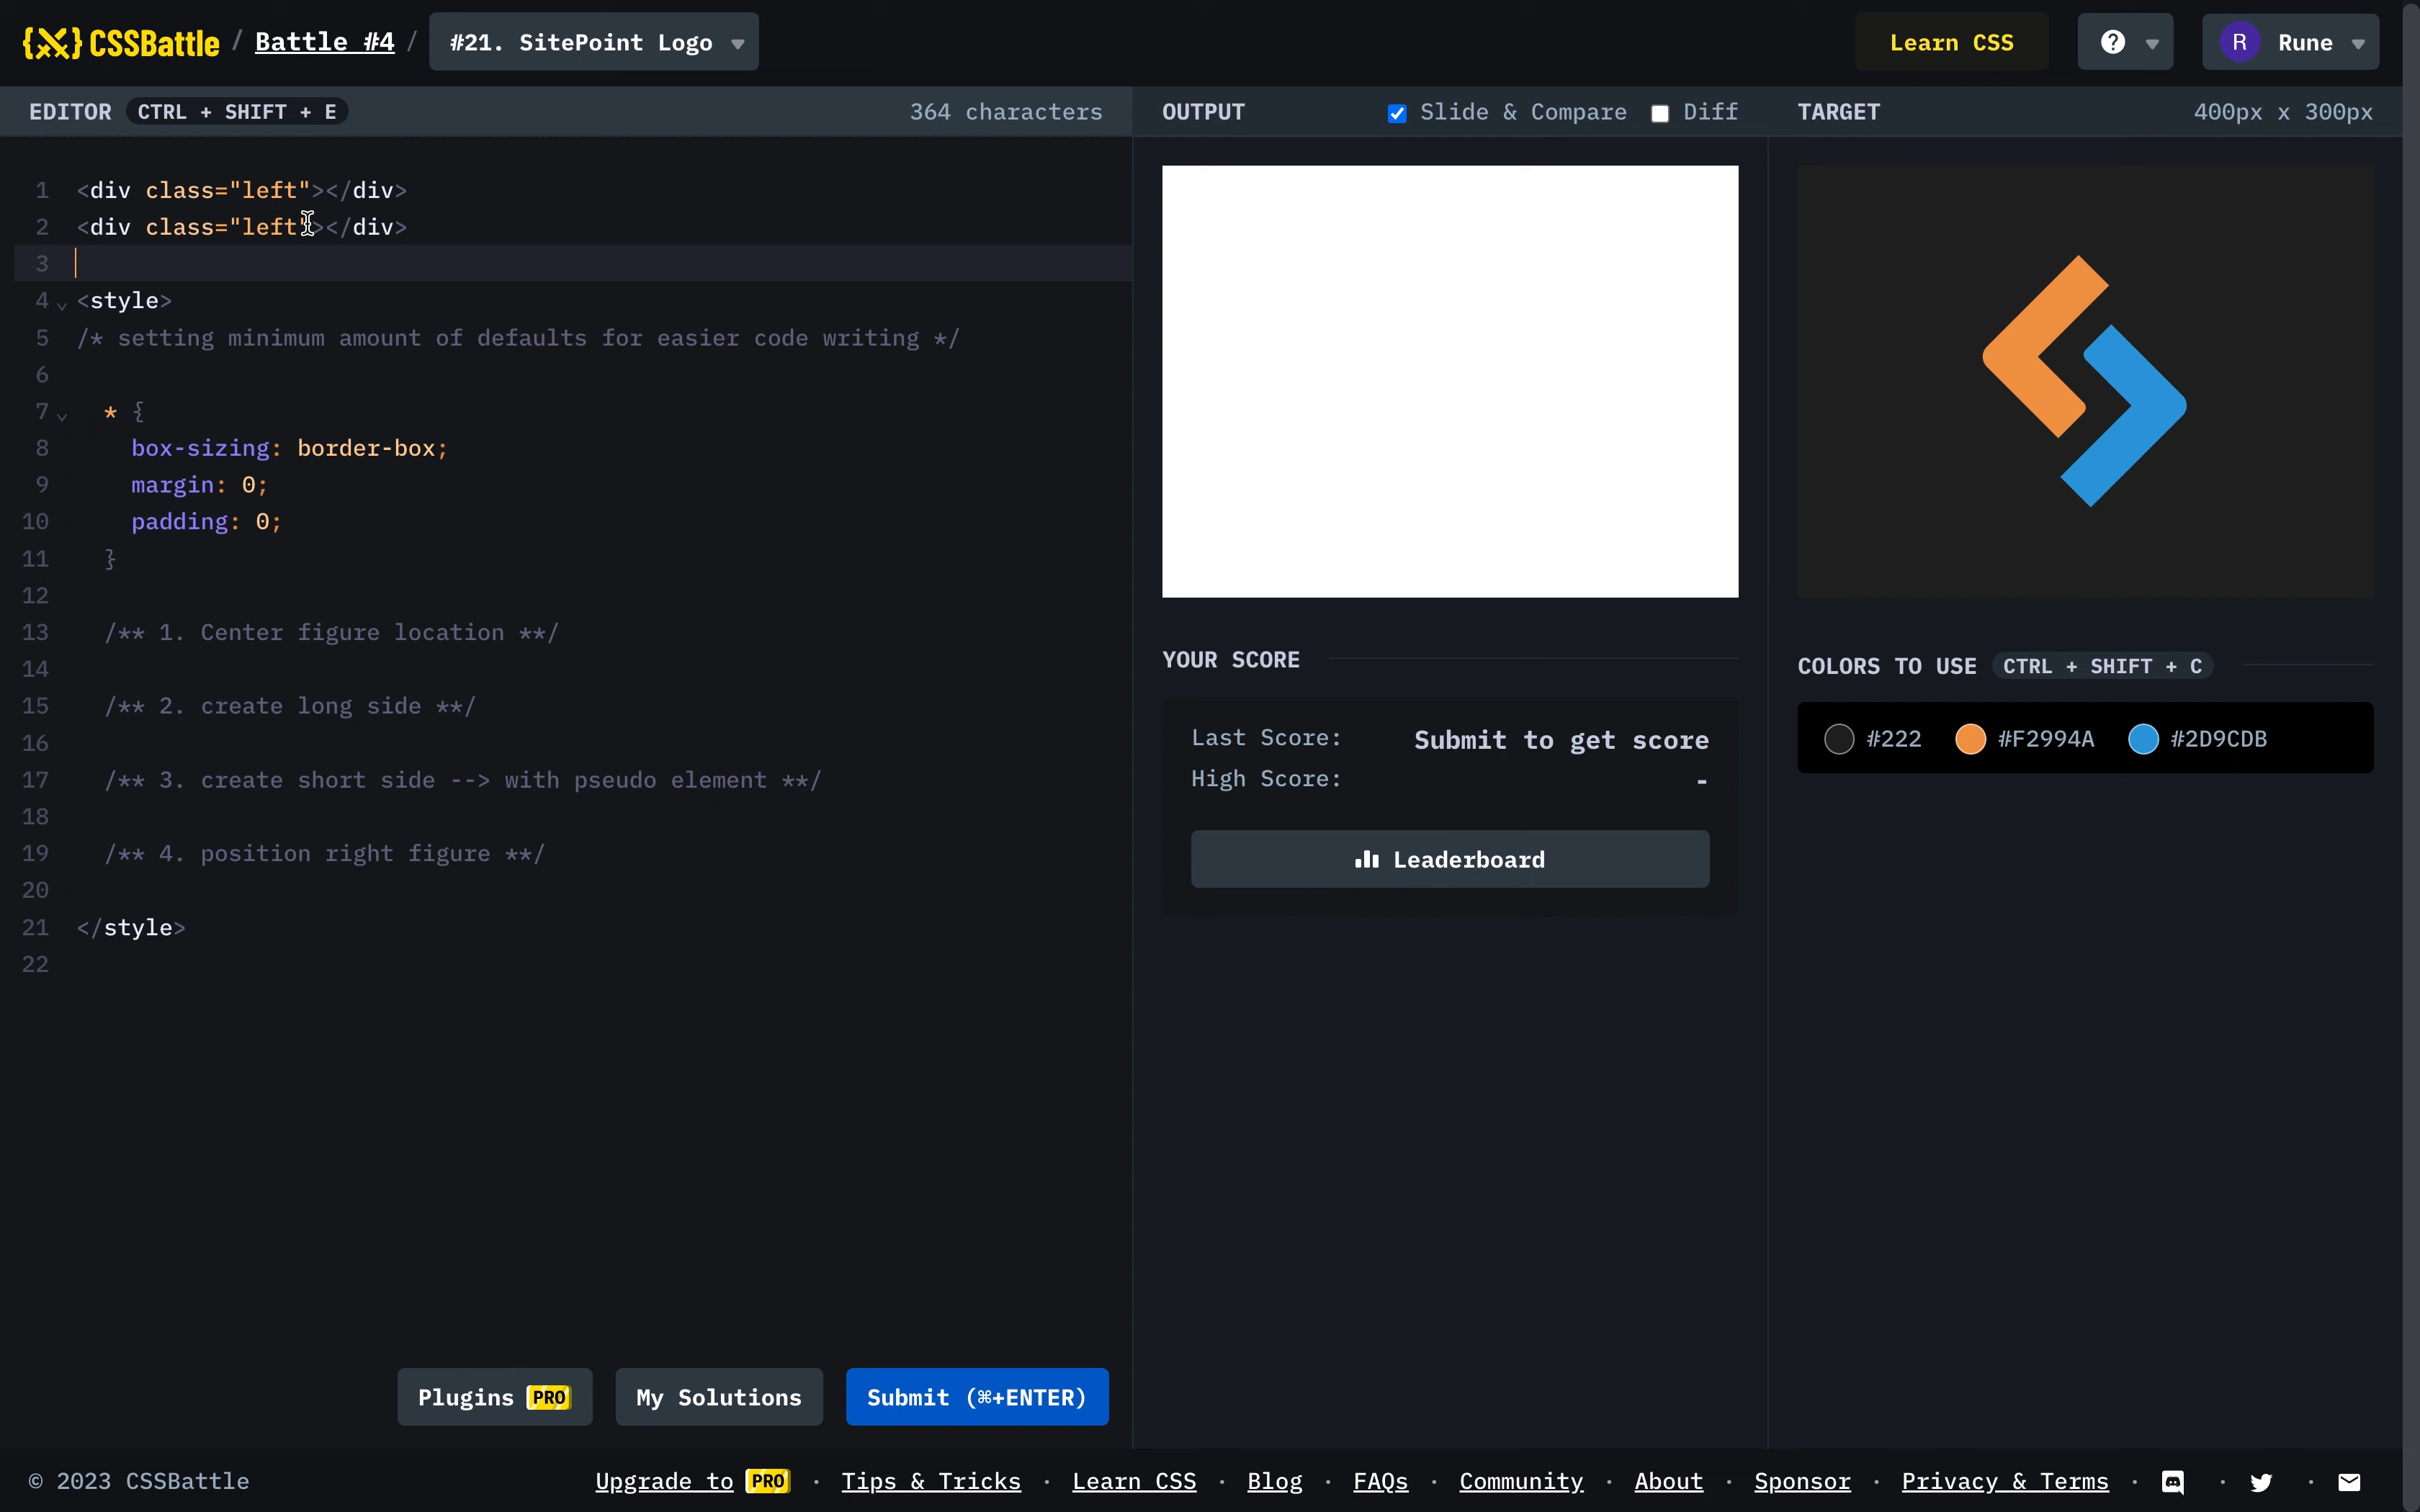 {X} CSSBattle / Battle #4 / #21. SitePoint Logo
Learn CSS
?
R Rune
EDITOR CTRL + SHIFT + E
364 characters
1 <div class="left"></div>
2 <div class="left"></div>
3
4 <style>
5 /* setting minimum amount of defaults for easier code writing */
6
7 * {
8 box-sizing: border-box;
9 margin: 0;
10 padding: 0;
11 }
12
13 /** 1. Center figure location **/
14
15 /** 2. create long side **/
16
17 /** 3. create short side --> with pseudo element **/
18
19 /** 4. position right figure **/
20
21 </style>
22
Plugins PRO
My Solutions
Submit (⌘+ENTER)
OUTPUT
Slide & Compare
Diff
YOUR SCORE
Last Score: Submit to get score
High Score: -
Leaderboard
TARGET
400px x 300px
COLORS TO USE CTRL + SHIFT + C
#222 #F2994A #2D9CDB
© 2023 CSSBattle
Upgrade to PRO · Tips & Tricks · Learn CSS · Blog · FAQs · Community · About · Sponsor · Privacy & Terms · · ·